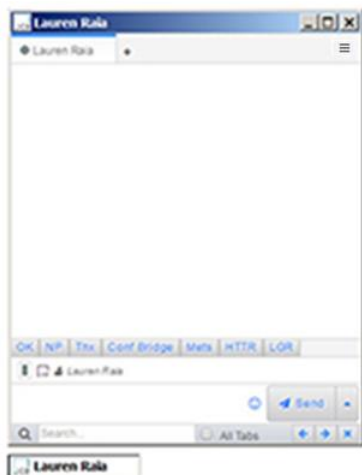 Lauren Raia
Lauren Raia
OK NP Thx Conf Bridge Mets HTTR LGR
Lauren Raia
Send
Search... All Tabs
Lauren Raia